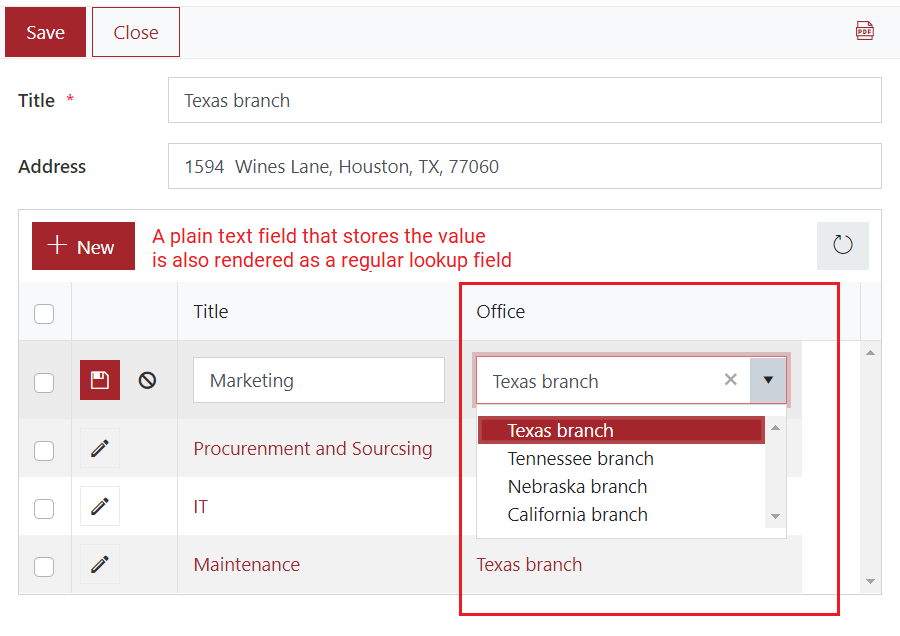 Save Close PDF
Title * Texas branch
Address 1594 Wines Lane, Houston, TX, 77060
+ New
A plain text field that stores the value
is also rendered as a regular lookup field
Title Office
Marketing Texas branch
Texas branch
Tennessee branch
Nebraska branch
California branch
Procurenment and Sourcsing
IT
Maintenance Texas branch